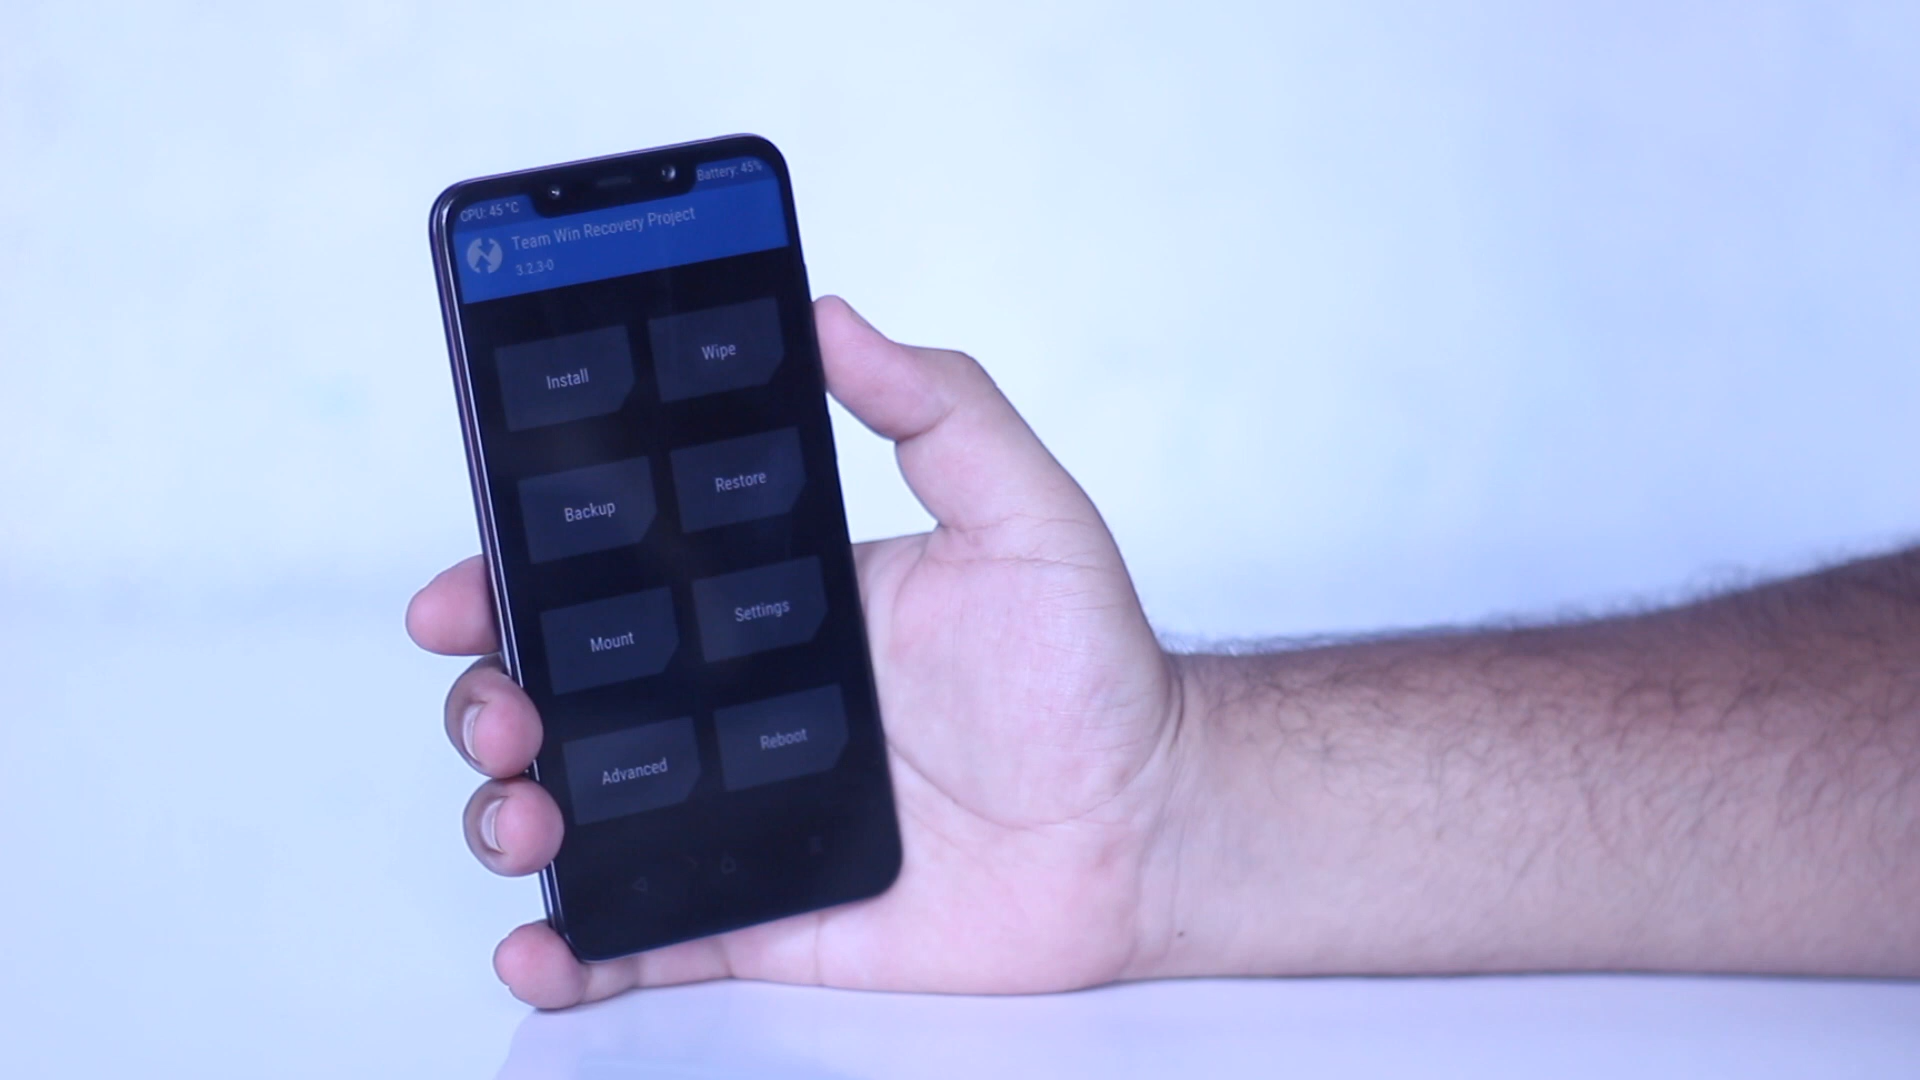 CPU: 45 °C
Battery: 45%
Team Win Recovery Project
3.2.3-0
Install
Wipe
Backup
Restore
Mount
Settings
Advanced
Reboot